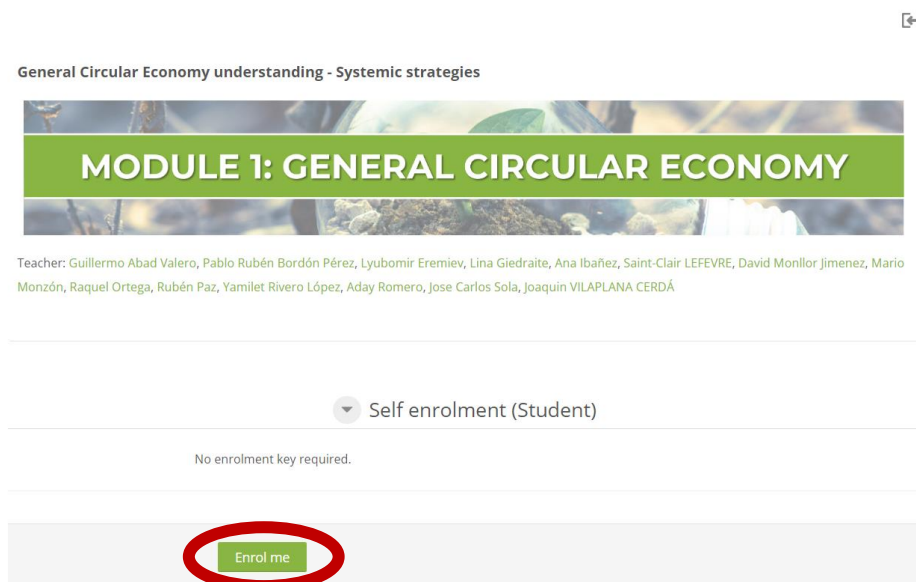 General Circular Economy understanding - Systemic strategies
MODULE 1: GENERAL CIRCULAR ECONOMY
Teacher: Guillermo Abad Valero, Pablo Rubén Bordón Pérez, Lyubomir Eremiev, Lina Giedraite, Ana Ibañez, Saint-Clair LEFEVRE, David Monllor Jimenez, Mario
Monzón, Raquel Ortega, Rubén Paz, Yamilet Rivero López, Aday Romero, Jose Carlos Sola, Joaquin VILAPLANA CERDÁ
Self enrolment (Student)
No enrolment key required.
Enrol me